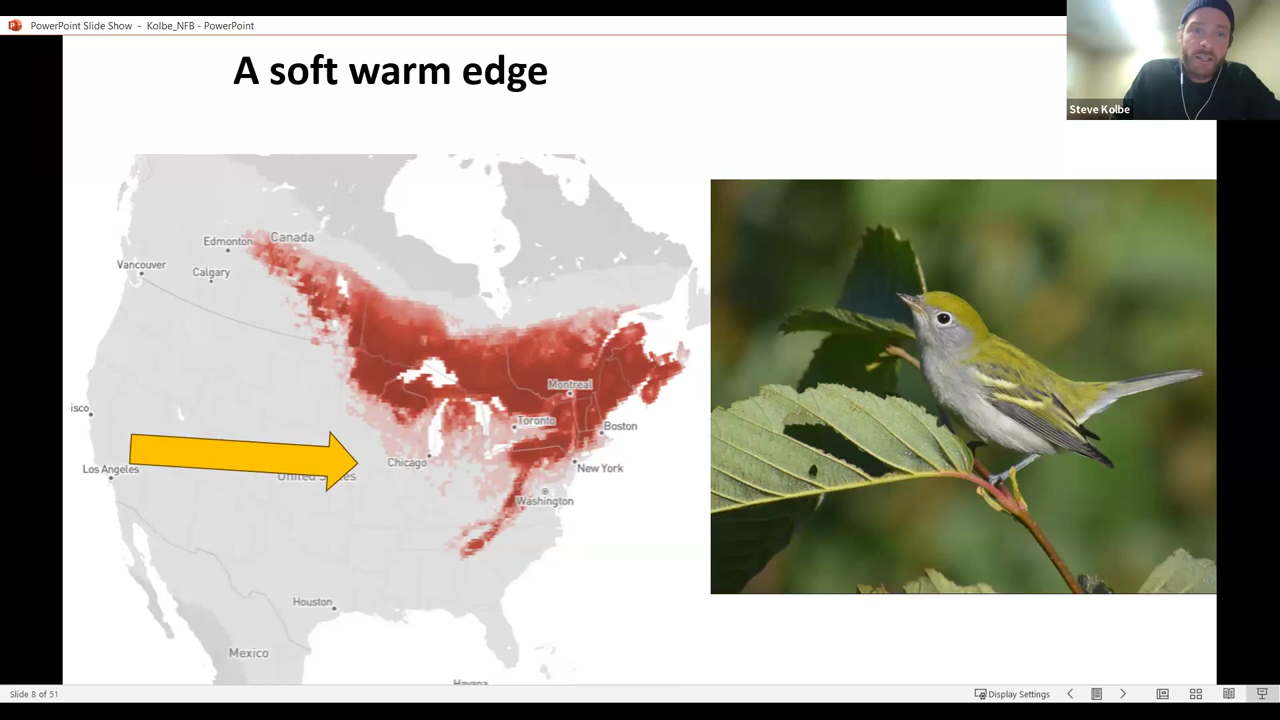 PowerPoint Slide Show - Kolbe_NFB - PowerPoint
A soft warm edge
Steve Kolbe
Edmonton
Canada
Vancouver
Calgary
Montreal
isco
Toronto
Boston
Chicago
New York
Los Angeles
United States
Washington
Houston
Mexico
Havana
Slide 8 of 51
Display Settings